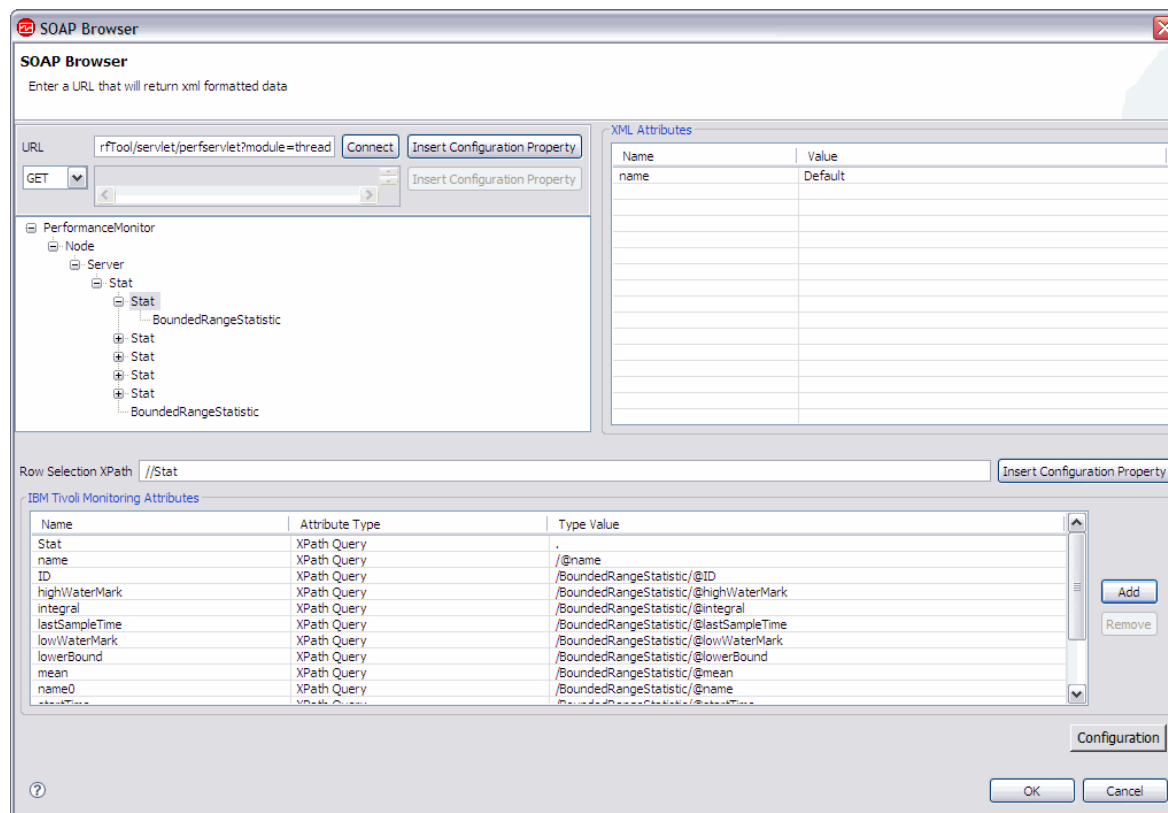 SOAP Browser
SOAP Browser
Enter a URL that will return xml formatted data
URL rfTool/servlet/perfservlet?module=thread Connect Insert Configuration Property
GET Insert Configuration Property
PerformanceMonitor
Node
Server
Stat
Stat
BoundedRangeStatistic
Stat
Stat
Stat
Stat
BoundedRangeStatistic
XML Attributes
Name Value
name Default
Row Selection XPath //Stat Insert Configuration Property
IBM Tivoli Monitoring Attributes
Name Attribute Type Type Value
Stat XPath Query .
name XPath Query /@name
ID XPath Query /BoundedRangeStatistic/@ID
highWaterMark XPath Query /BoundedRangeStatistic/@highWaterMark
integral XPath Query /BoundedRangeStatistic/@integral
lastSampleTime XPath Query /BoundedRangeStatistic/@lastSampleTime
lowWaterMark XPath Query /BoundedRangeStatistic/@lowWaterMark
lowerBound XPath Query /BoundedRangeStatistic/@lowerBound
mean XPath Query /BoundedRangeStatistic/@mean
name0 XPath Query /BoundedRangeStatistic/@name
startTime XPath Query /BoundedRangeStatistic/@startTime
Add
Remove
Configuration
? OK Cancel